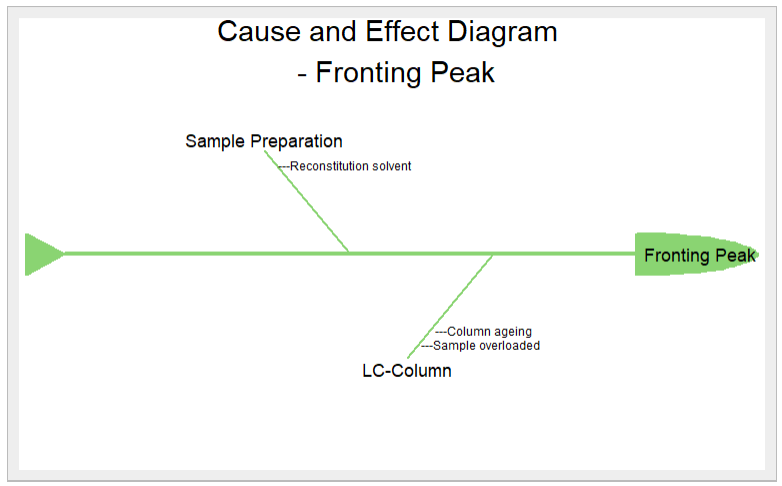 Cause and Effect Diagram
- Fronting Peak
Sample Preparation
---Reconstitution solvent
Fronting Peak
---Column ageing
---Sample overloaded
LC-Column